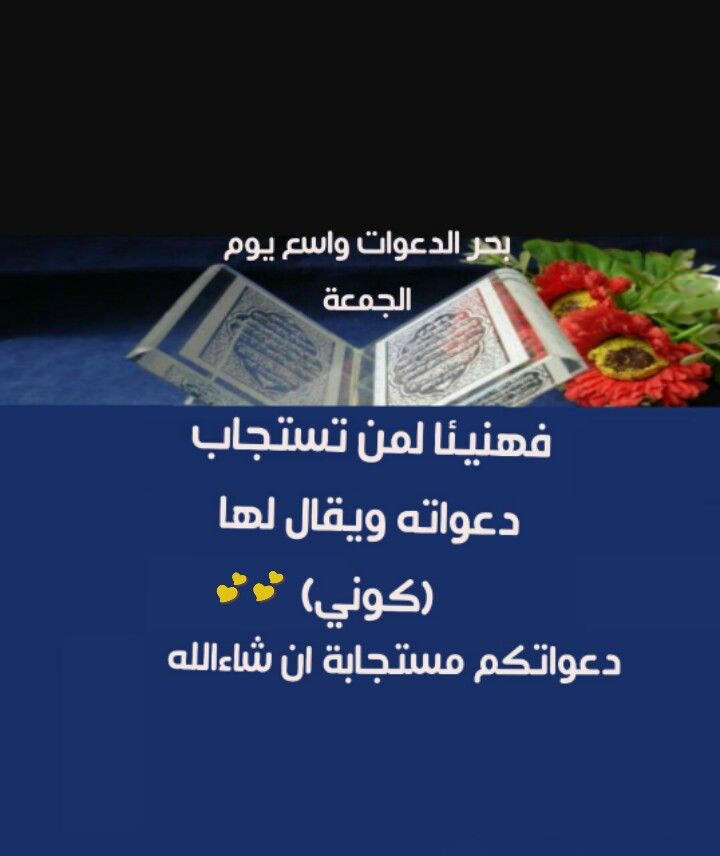 بحر الدعوات واسع يوم
الجمعة
فهنيئا لمن تستجاب
دعواته ويقال لها
(كوني) 💕 💕
دعواتكم مستجابة ان شاءالله